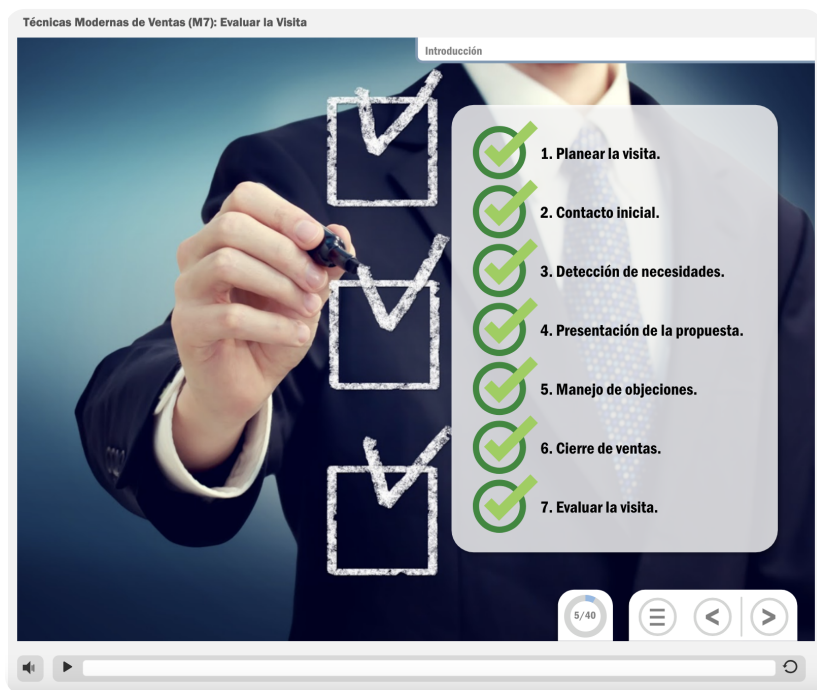 Técnicas Modernas de Ventas (M7): Evaluar la Visita
Introducción
1. Planear la visita.
2. Contacto inicial.
3. Detección de necesidades.
4. Presentación de la propuesta.
5. Manejo de objeciones.
6. Cierre de ventas.
7. Evaluar la visita.
5/40